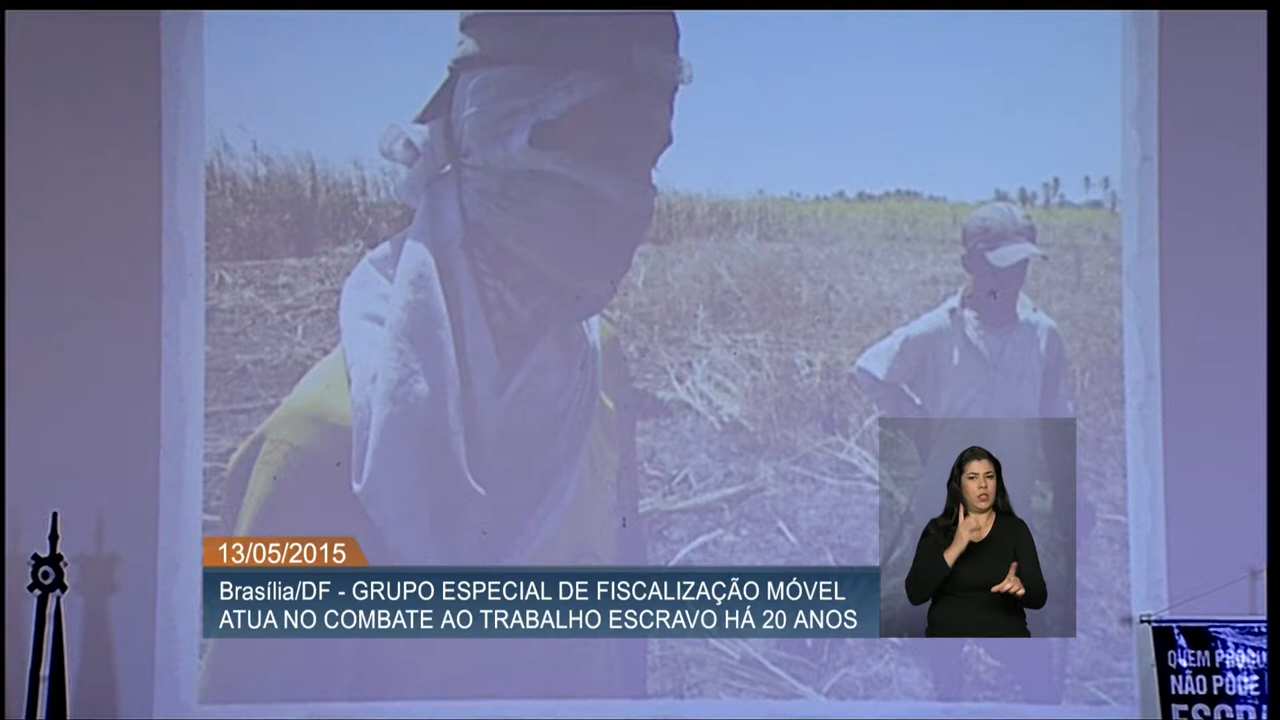 13/05/2015
Brasília/DF - GRUPO ESPECIAL DE FISCALIZAÇÃO MÓVEL
ATUA NO COMBATE AO TRABALHO ESCRAVO HÁ 20 ANOS
QUEM
NÃO PODE